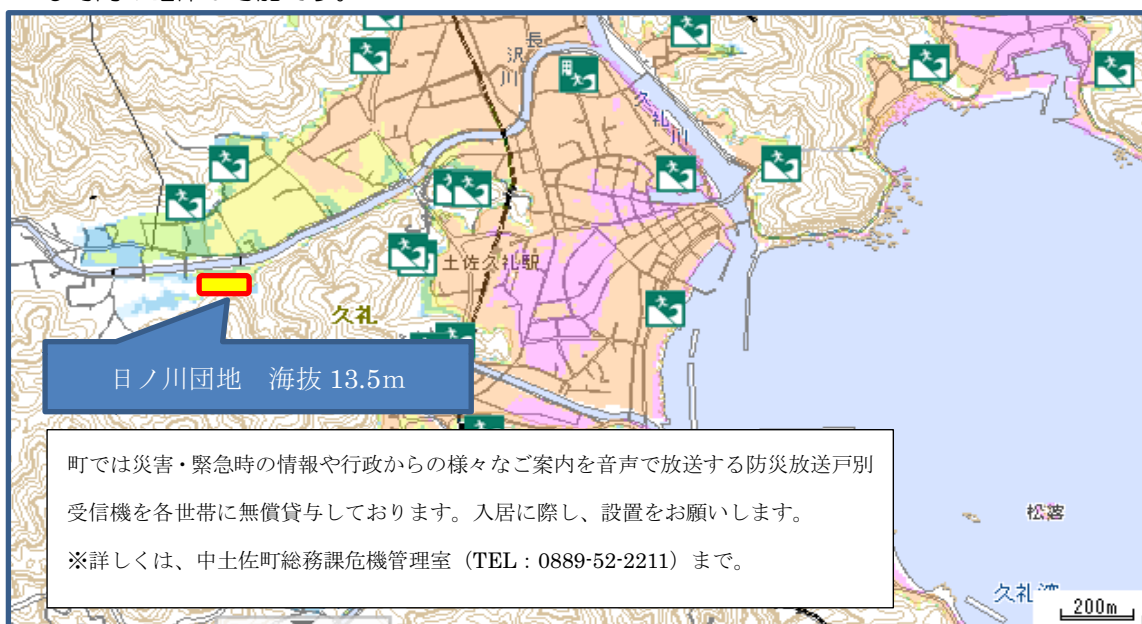 長沢川
久礼川
土佐久礼駅
久礼
日ノ川団地 海抜 13.5m
町では災害・緊急時の情報や行政からの様々なご案内を音声で放送する防災放送戸別
受信機を各世帯に無償貸与しております。入居に際し、設置をお願いします。
※詳しくは、中土佐町総務課危機管理室(TEL：0889-52-2211)まで。
久礼湾
200m